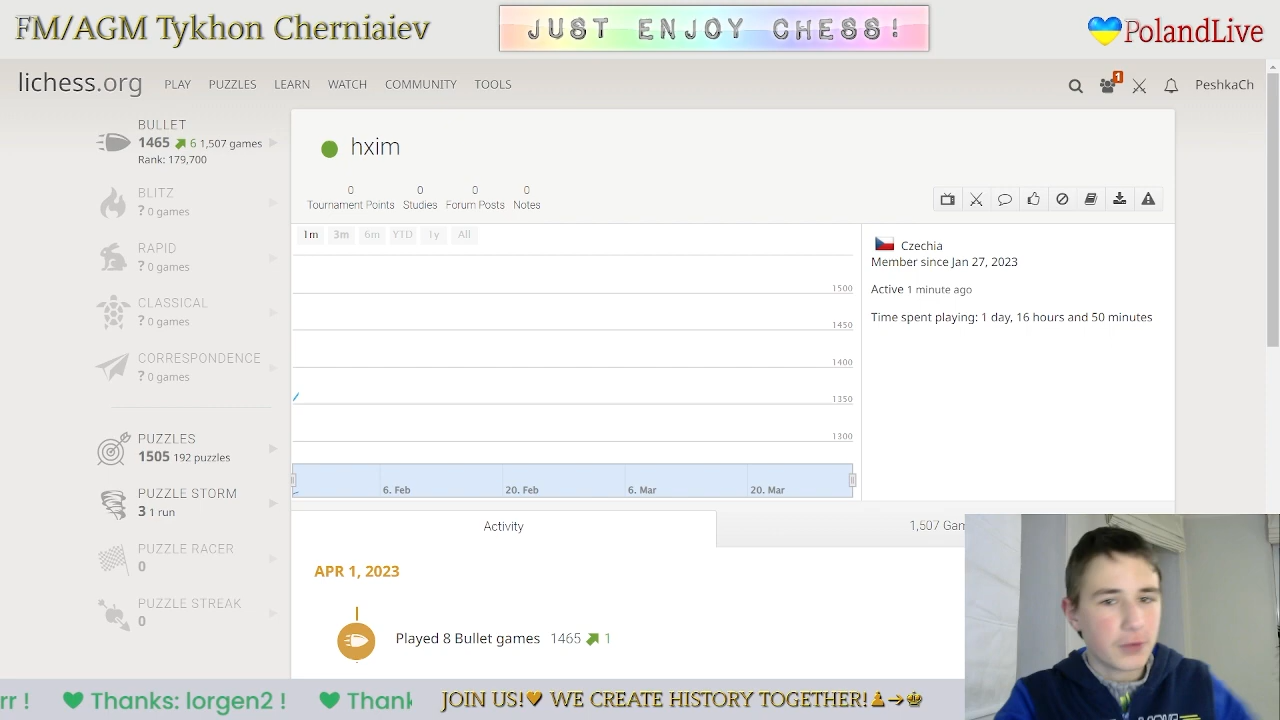 FM/AGM Tykhon Cherniaiev
JUST ENJOY CHESS!
PolandLive
lichess.org
PLAY
PUZZLES
LEARN
WATCH
COMMUNITY
TOOLS
1
PeshkaCh
BULLET
1465 6 1,507 games
Rank: 179,700
BLITZ
? 0 games
RAPID
? 0 games
CLASSICAL
? 0 games
CORRESPONDENCE
? 0 games
PUZZLES
1505 192 puzzles
PUZZLE STORM
3 1 run
PUZZLE RACER
0
PUZZLE STREAK
0
hxim
0 0 0 0
Tournament Points Studies Forum Posts Notes
1m 3m 6m YTD 1y All
1500
1450
1400
1350
1300
6. Feb 20. Feb 6. Mar 20. Mar
Czechia
Member since Jan 27, 2023
Active 1 minute ago
Time spent playing: 1 day, 16 hours and 50 minutes
Activity
1,507 Gam
APR 1, 2023
Played 8 Bullet games 1465 1
rr ! Thanks: lorgen2 ! Thank
JOIN US! WE CREATE HISTORY TOGETHER!